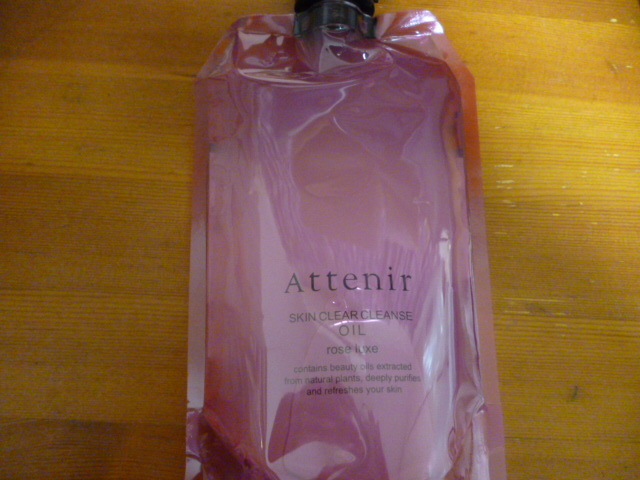 Attenir
SKIN CLEAR CLEANSE
OIL
rose luxe
contains beauty oils extracted
from natural plants, deeply purifies
and refreshes your skin